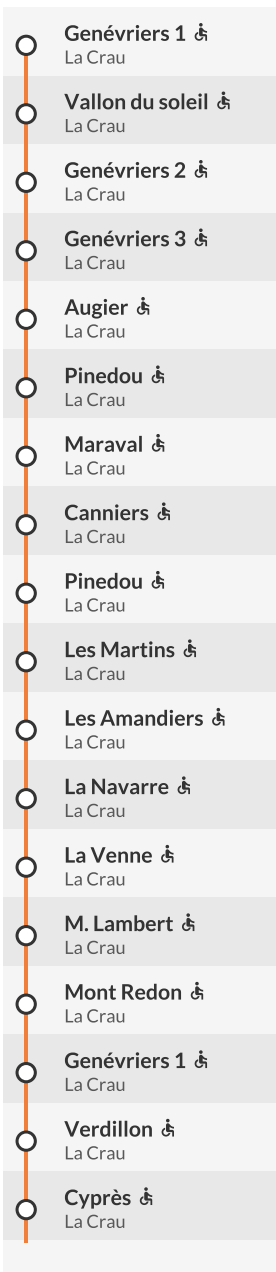 Genévriers 1
La Crau
Vallon du soleil
La Crau
Genévriers 2
La Crau
Genévriers 3
La Crau
Augier
La Crau
Pinedou
La Crau
Maraval
La Crau
Canniers
La Crau
Pinedou
La Crau
Les Martins
La Crau
Les Amandiers
La Crau
La Navarre
La Crau
La Venne
La Crau
M. Lambert
La Crau
Mont Redon
La Crau
Genévriers 1
La Crau
Verdillon
La Crau
Cyprès
La Crau